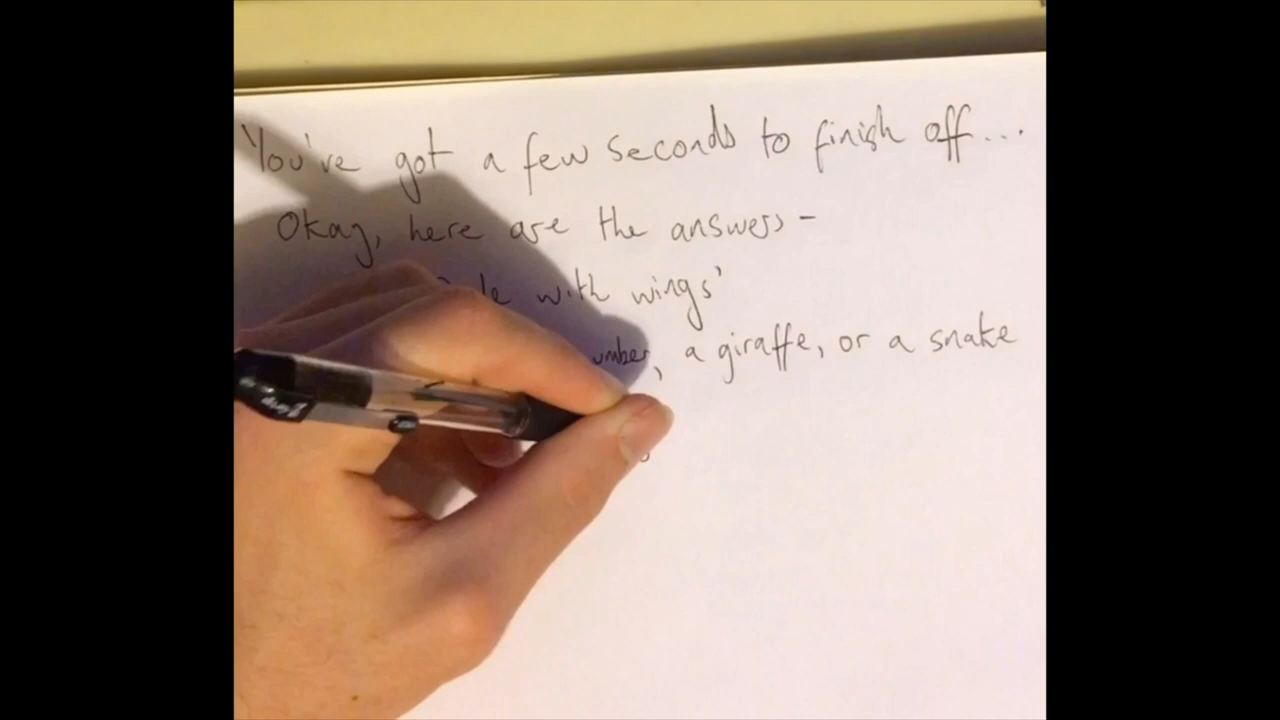 You've got a few seconds to finish off...
Okay, here are the answers -
with wings'
, a giraffe, or a snake